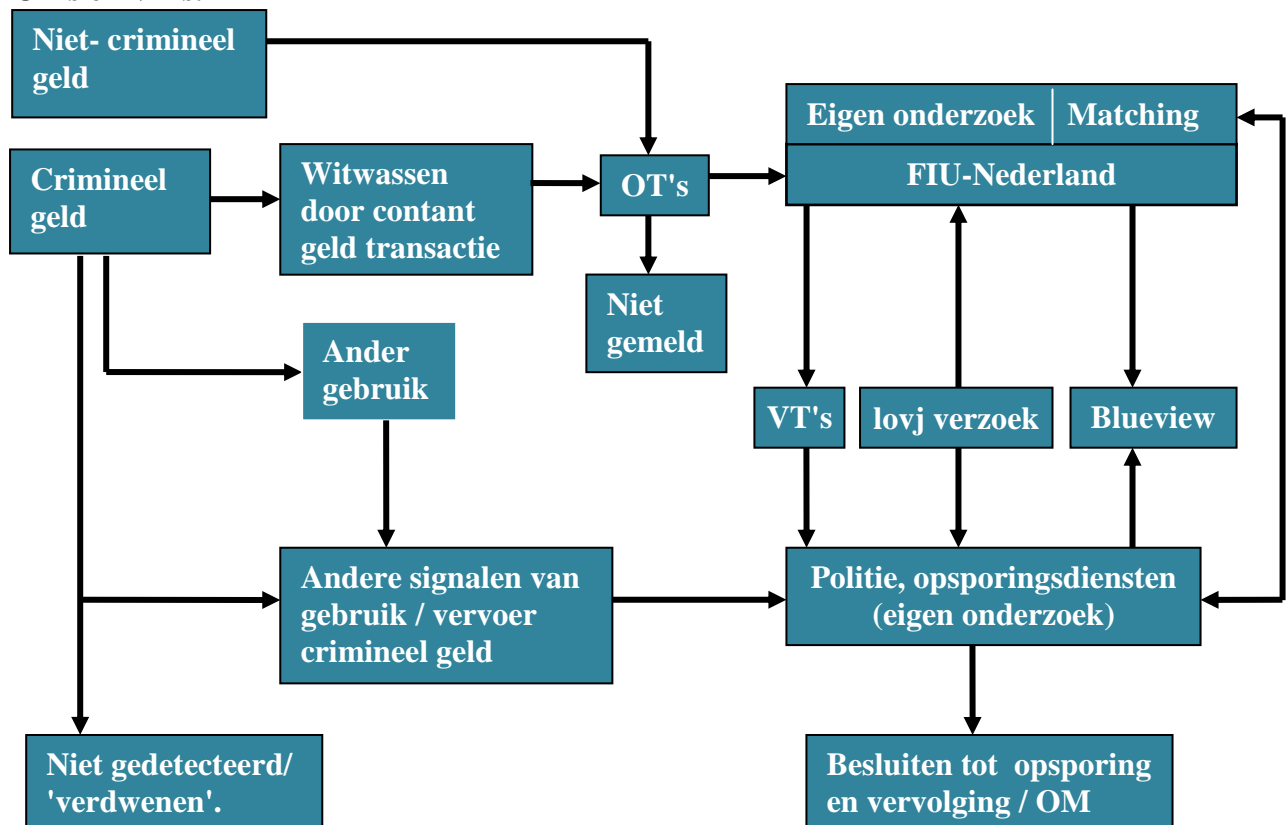 Niet- crimineel
geld
Eigen onderzoek Matching
FIU-Nederland
Crimineel
geld
Witwassen
door contant
geld transactie
OT's
Niet
gemeld
Ander
gebruik
VT's
lovj verzoek
Blueview
Andere signalen van
gebruik / vervoer
crimineel geld
Politie, opsporingsdiensten
(eigen onderzoek)
Niet gedetecteerd/
'verdwenen'.
Besluiten tot opsporing
en vervolging / OM